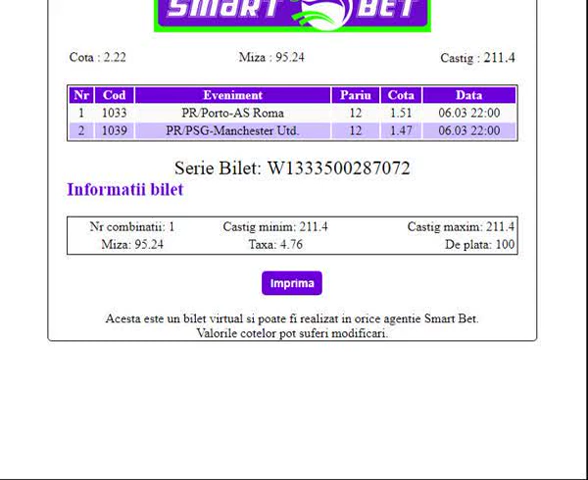 SMART BET
Cota : 2.22 Miza : 95.24 Castig : 211.4
Nr Cod Eveniment Pariu Cota Data
1 1033 PR/Porto-AS Roma 12 1.51 06.03 22:00
2 1039 PR/PSG-Manchester Utd. 12 1.47 06.03 22:00
Serie Bilet: W1333500287072
Informatii bilet
Nr combinatii: 1 Castig minim: 211.4 Castig maxim: 211.4
Miza: 95.24 Taxa: 4.76 De plata: 100
Imprima
Acesta este un bilet virtual si poate fi realizat in orice agentie Smart Bet.
Valorile cotelor pot suferi modificari.